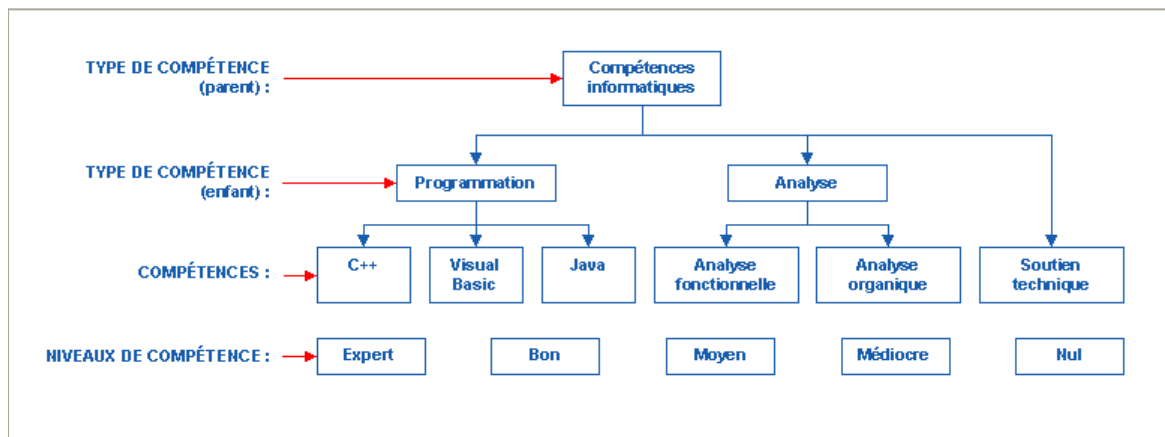 TYPE DE COMPÉTENCE
(parent) :
Compétences
informatiques
TYPE DE COMPÉTENCE
(enfant) :
Programmation
Analyse
COMPÉTENCES :
C++
Visual
Basic
Java
Analyse
fonctionnelle
Analyse
organique
Soutien
technique
NIVEAUX DE COMPÉTENCE :
Expert
Bon
Moyen
Médiocre
Nul